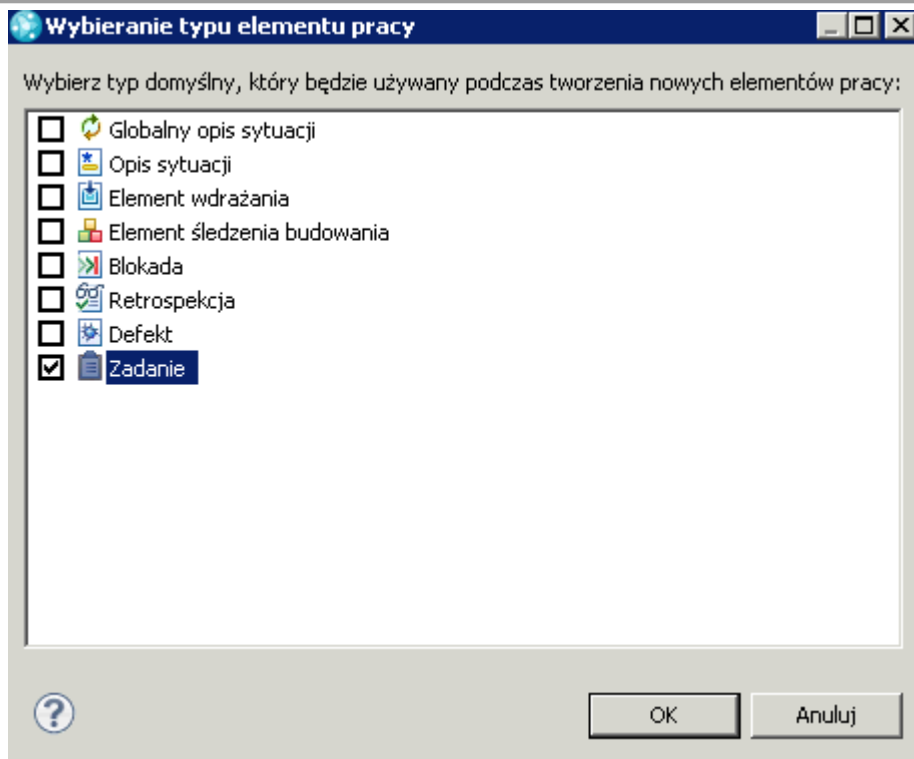 Wybieranie typu elementu pracy
Wybierz typ domyślny, który będzie używany podczas tworzenia nowych elementów pracy:
Globalny opis sytuacji
Opis sytuacji
Element wdrażania
Element śledzenia budowania
Blokada
Retrospekcja
Defekt
Zadanie
?
OK Anuluj